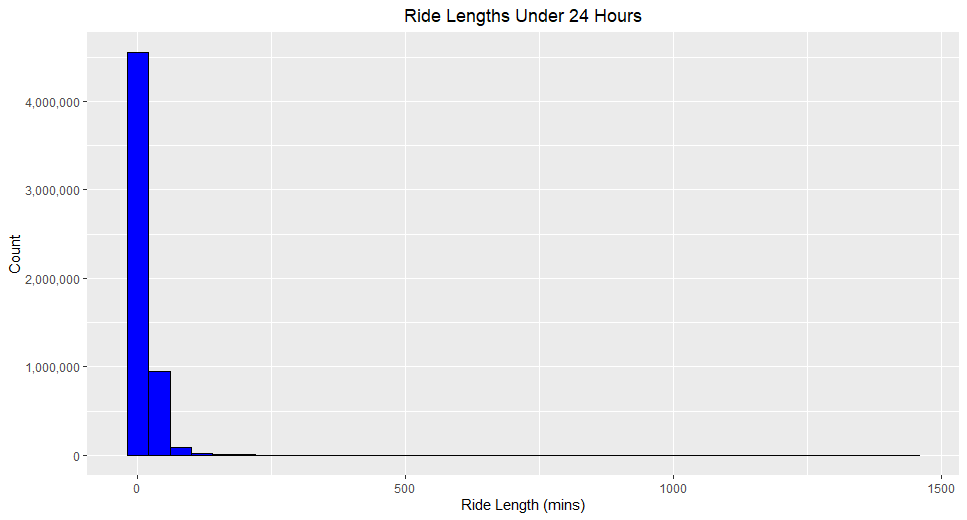 Ride Lengths Under 24 Hours
4,000,000
3,000,000
2,000,000
1,000,000
0
Count
0 500 1000 1500
Ride Length (mins)